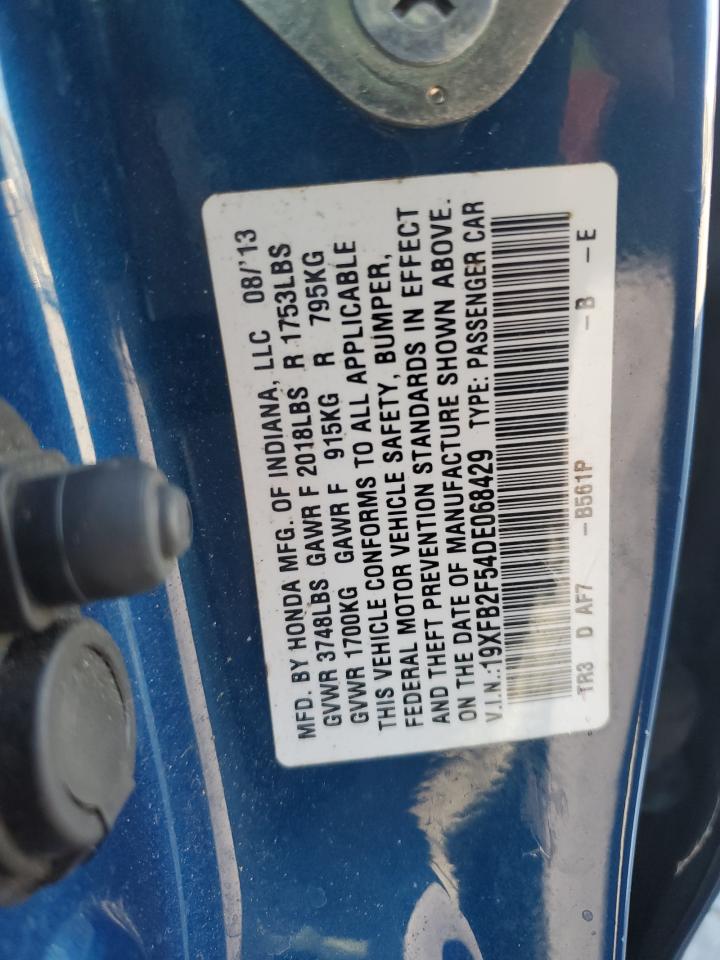 MFD. BY HONDA MFG. OF INDIANA, LLC 08/'13
GVWR 3748LBS GAWR F 2018LBS R 1753LBS
GVWR 1700KG GAWR F 915KG R 795KG
THIS VEHICLE CONFORMS TO ALL APPLICABLE
FEDERAL MOTOR VEHICLE SAFETY, BUMPER,
AND THEFT PREVENTION STANDARDS IN EFFECT
ON THE DATE OF MANUFACTURE SHOWN ABOVE.
V.I.N.:19XFB2F54DE068429 TYPE: PASSENGER CAR
TR3 D AF7 -B561P -B -E